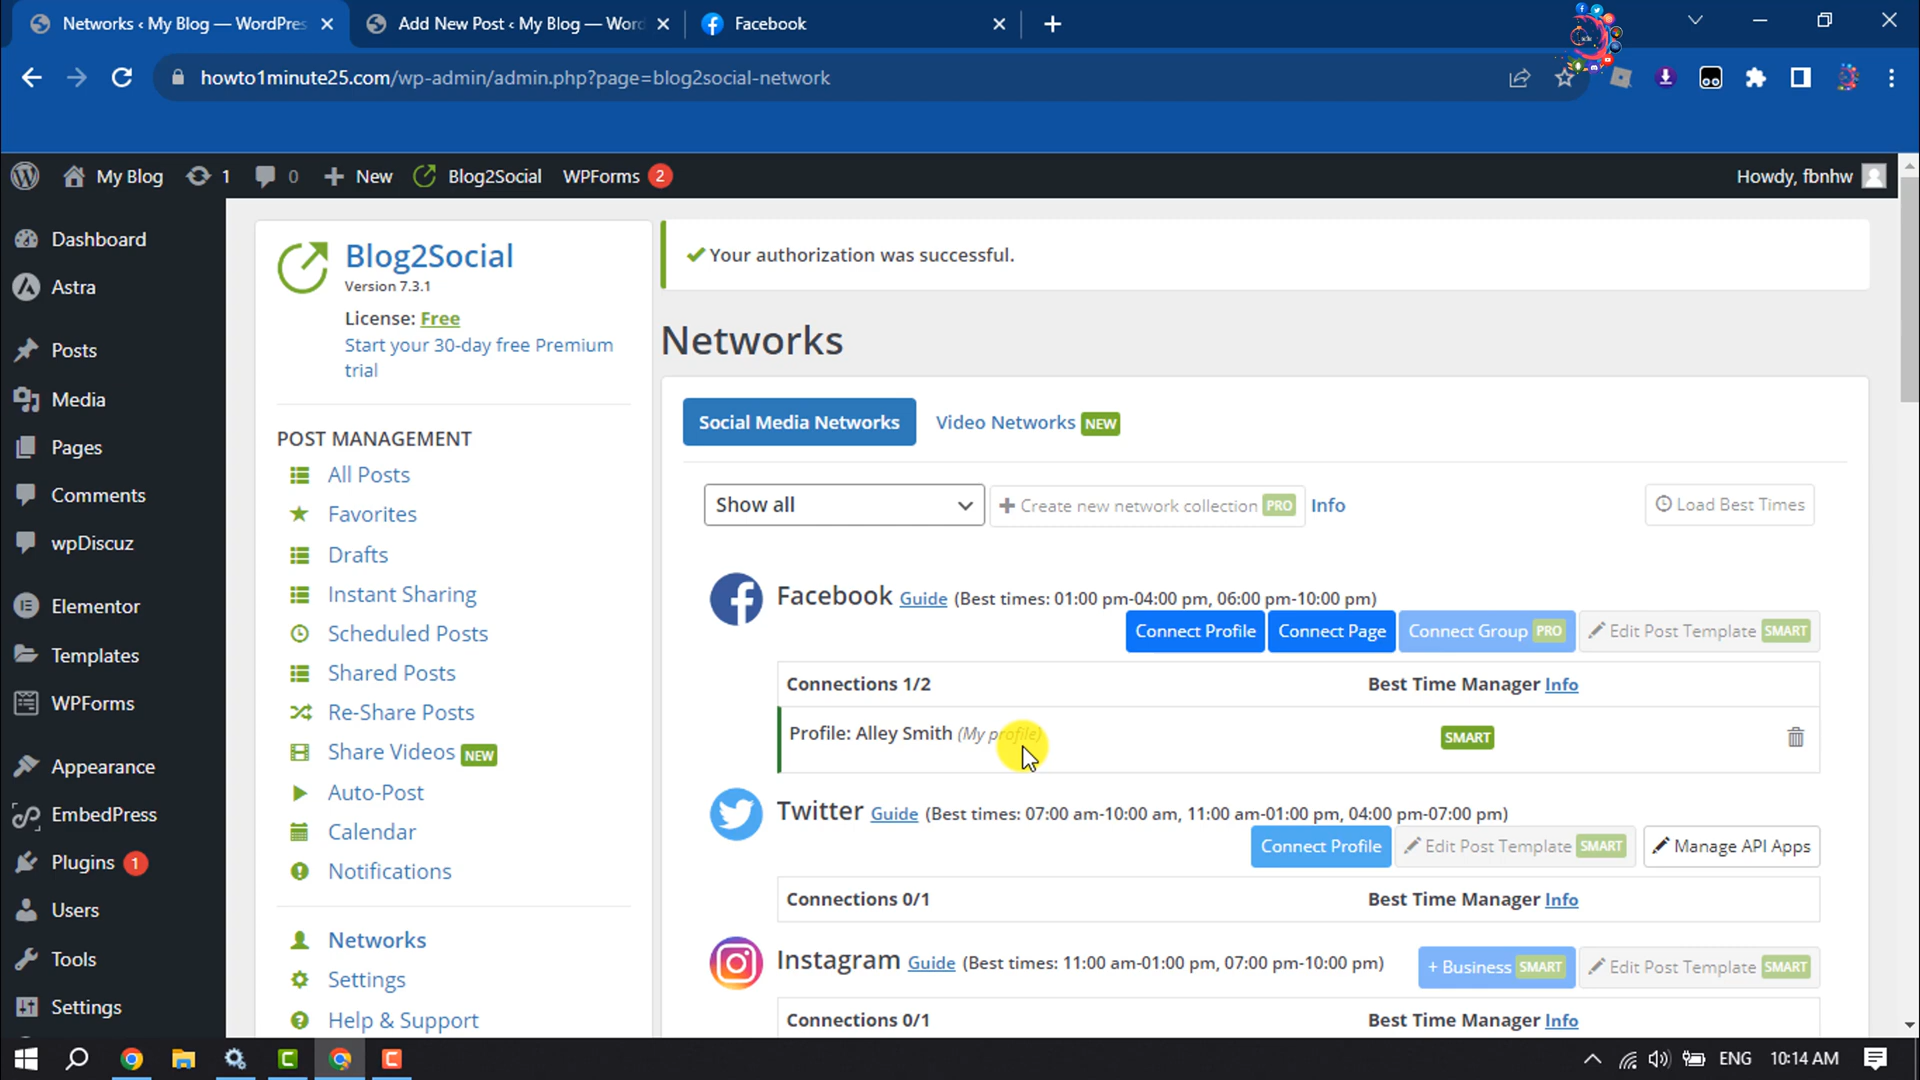 Networks ‹ My Blog — WordPres
Add New Post ‹ My Blog — Word
Facebook
howto1minute25.com/wp-admin/admin.php?page=blog2social-network
My Blog
1
0
New
Blog2Social
WPForms 2
Howdy, fbnhw
Dashboard
Astra
Posts
Media
Pages
Comments
wpDiscuz
Elementor
Templates
WPForms
Appearance
EmbedPress
Plugins 1
Users
Tools
Settings
Blog2Social
Version 7.3.1
License: Free
Start your 30-day free Premium
trial
POST MANAGEMENT
All Posts
Favorites
Drafts
Instant Sharing
Scheduled Posts
Shared Posts
Re-Share Posts
Share Videos NEW
Auto-Post
Calendar
Notifications
Networks
Settings
Help & Support
Your authorization was successful.
Networks
Social Media Networks
Video Networks NEW
Show all
Create new network collection PRO
Info
Load Best Times
Facebook Guide (Best times: 01:00 pm-04:00 pm, 06:00 pm-10:00 pm)
Connect Profile
Connect Page
Connect Group PRO
Edit Post Template SMART
Connections 1/2
Best Time Manager Info
Profile: Alley Smith (My profile)
SMART
Twitter Guide (Best times: 07:00 am-10:00 am, 11:00 am-01:00 pm, 04:00 pm-07:00 pm)
Connect Profile
Edit Post Template SMART
Manage API Apps
Connections 0/1
Best Time Manager Info
Instagram Guide (Best times: 11:00 am-01:00 pm, 07:00 pm-10:00 pm)
+ Business SMART
Edit Post Template SMART
Connections 0/1
Best Time Manager Info
ENG
10:14 AM